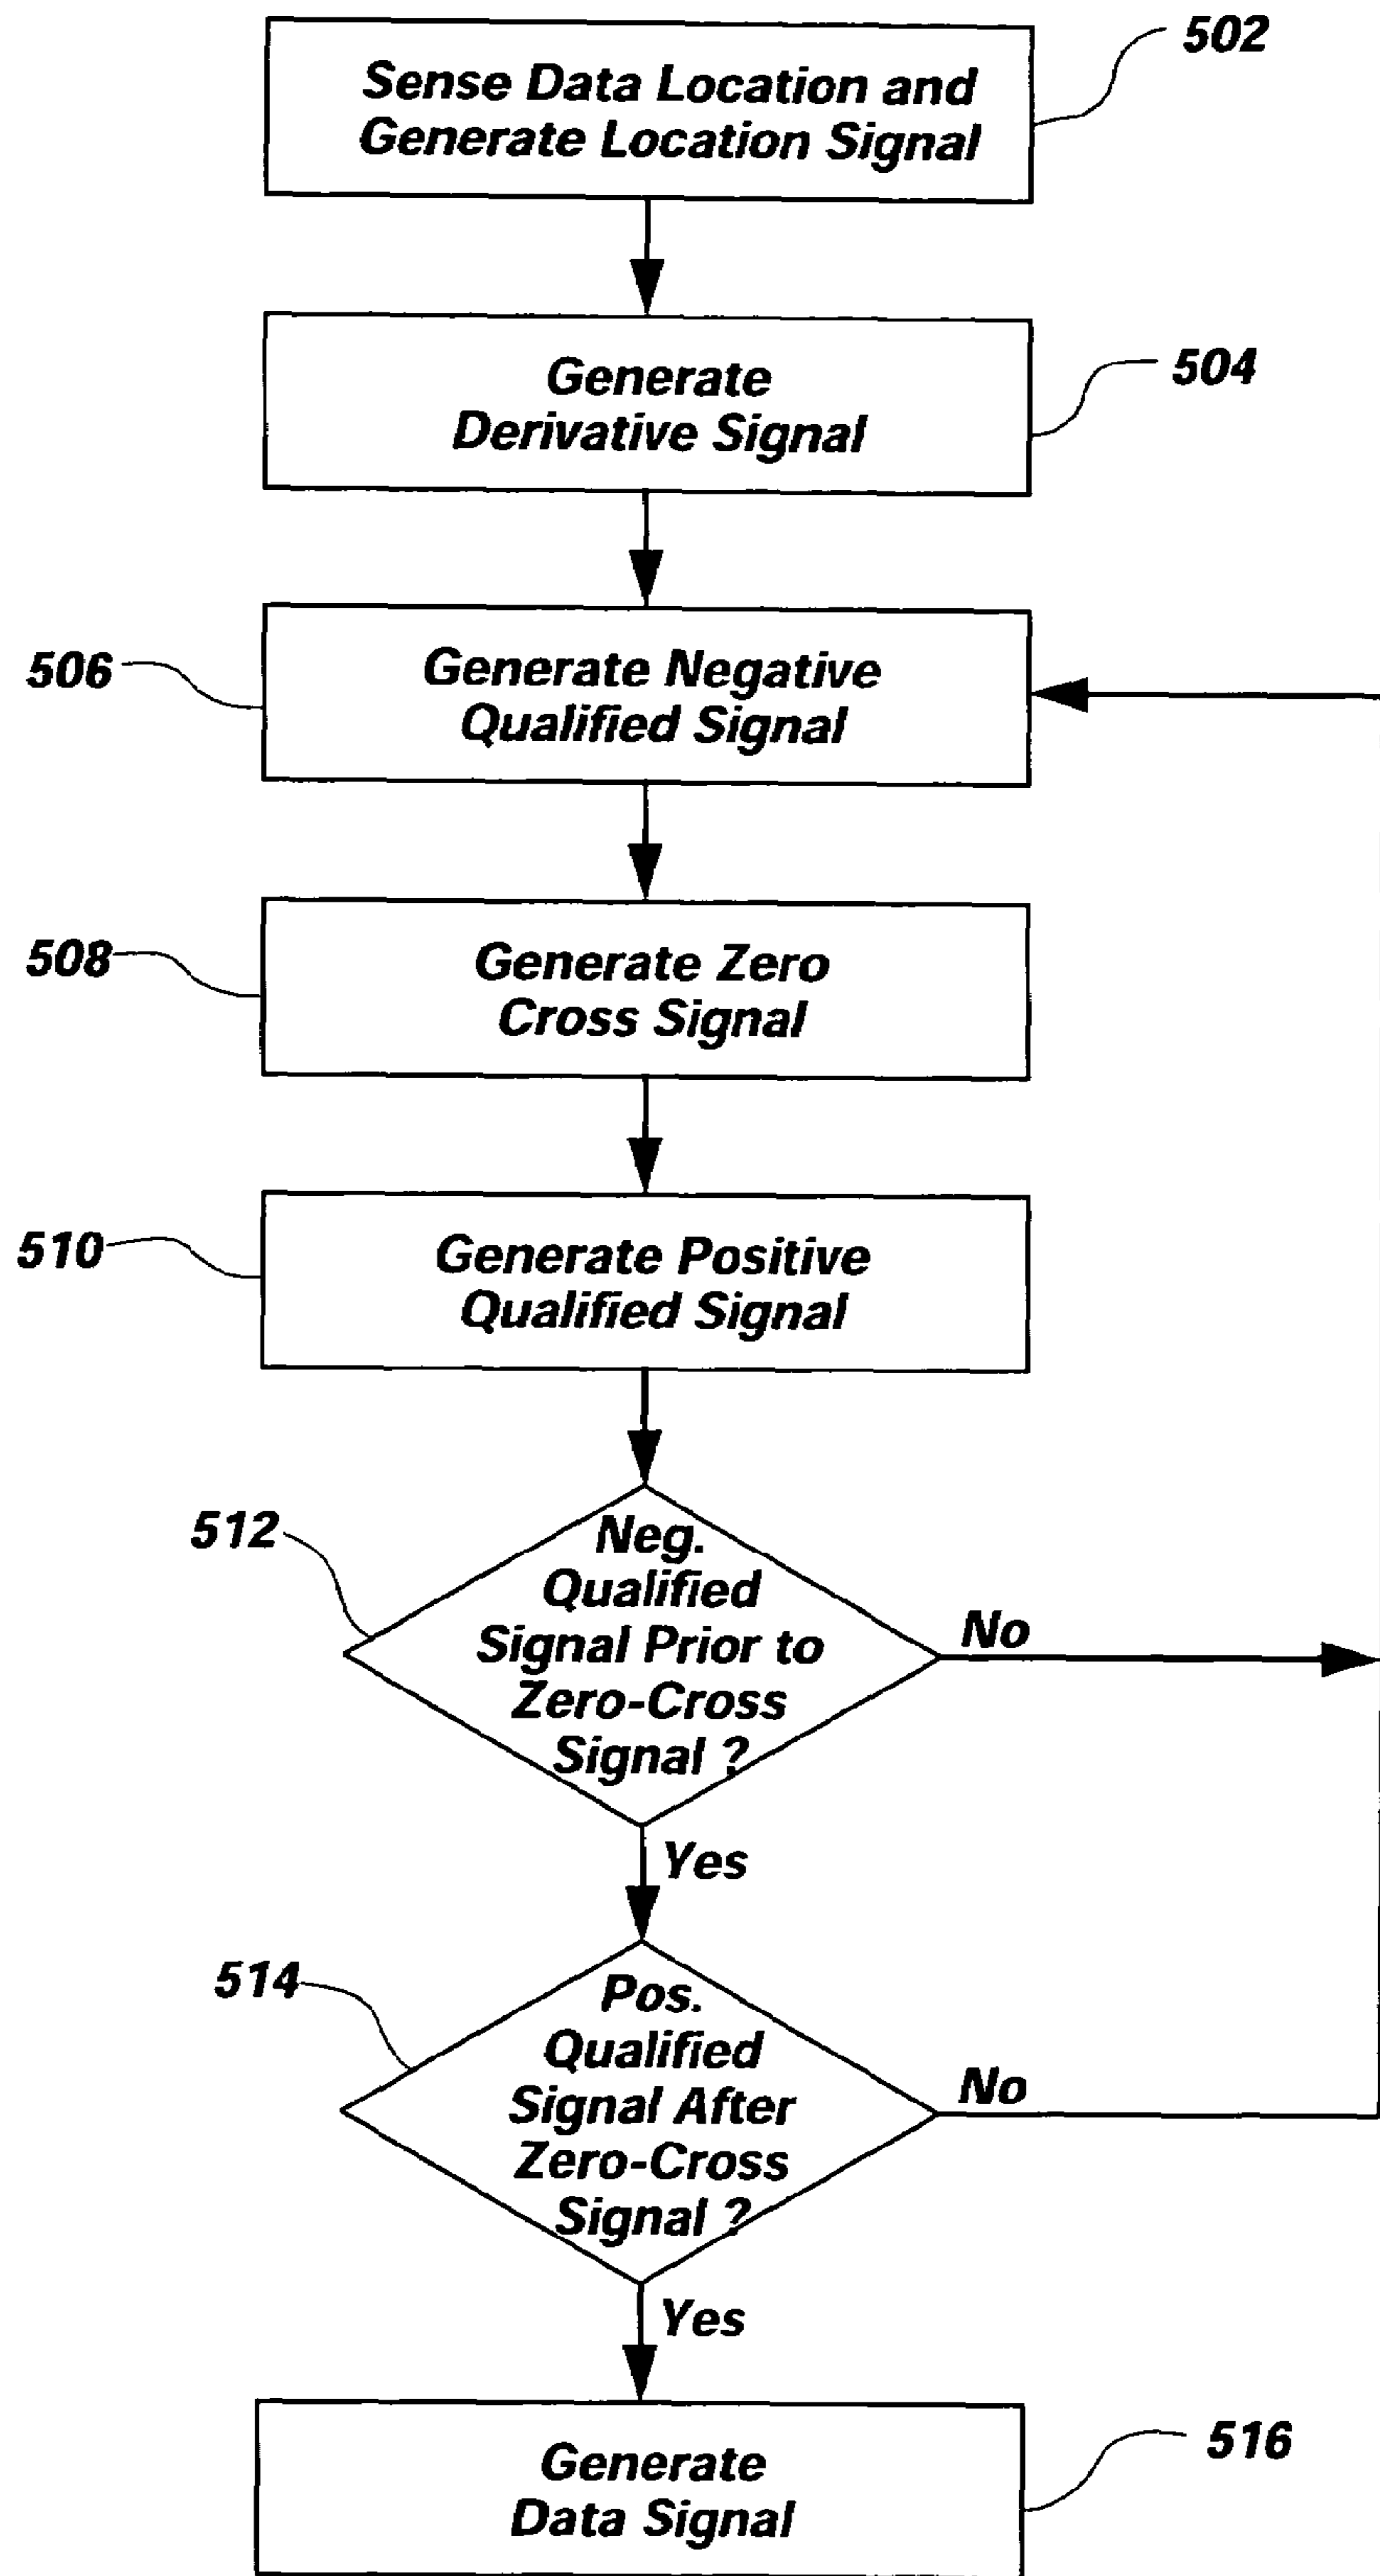 502
Sense Data Location and
Generate Location Signal
504
Generate
Derivative Signal
506
Generate Negative
Qualified Signal
508
Generate Zero
Cross Signal
510
Generate Positive
Qualified Signal
512
Neg.
Qualified
Signal Prior to
Zero-Cross
Signal ?
No
Yes
514
Pos.
Qualified
Signal After
Zero-Cross
Signal ?
No
Yes
516
Generate
Data Signal